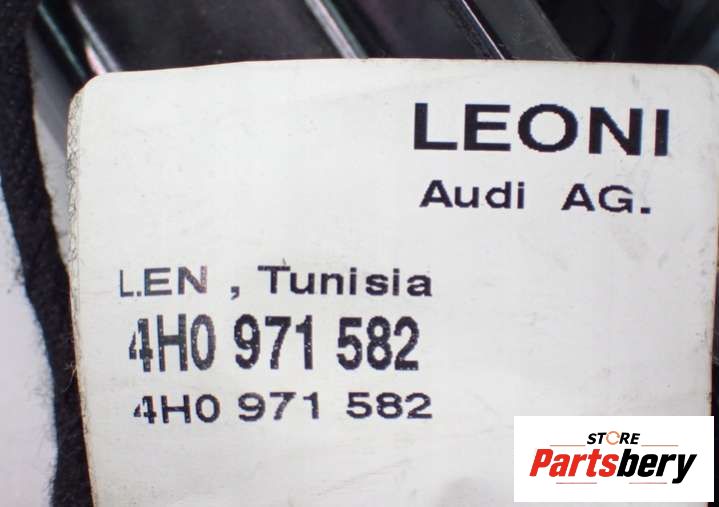 LEONI
Audi AG.
LEN , Tunisia
4H0 971 582
4H0 971 582
STORE
Partsbery